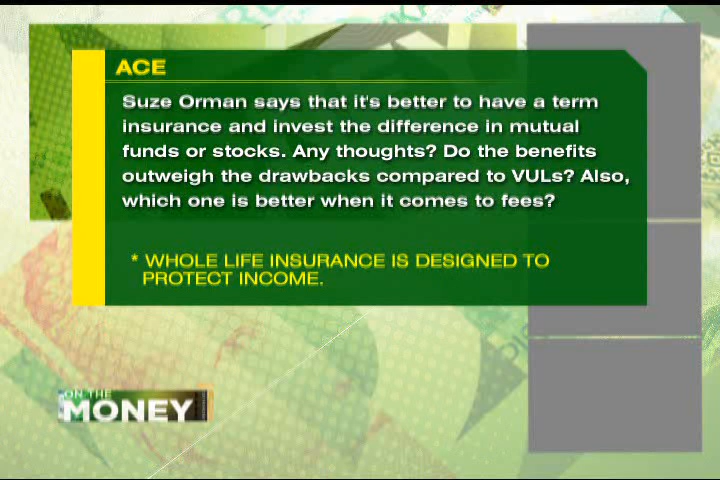 ACE
Suze Orman says that it's better to have a term
insurance and invest the difference in mutual
funds or stocks. Any thoughts? Do the benefits
outweigh the drawbacks compared to VULs? Also,
which one is better when it comes to fees?
* WHOLE LIFE INSURANCE IS DESIGNED TO
PROTECT INCOME.
ON THE
MONEY